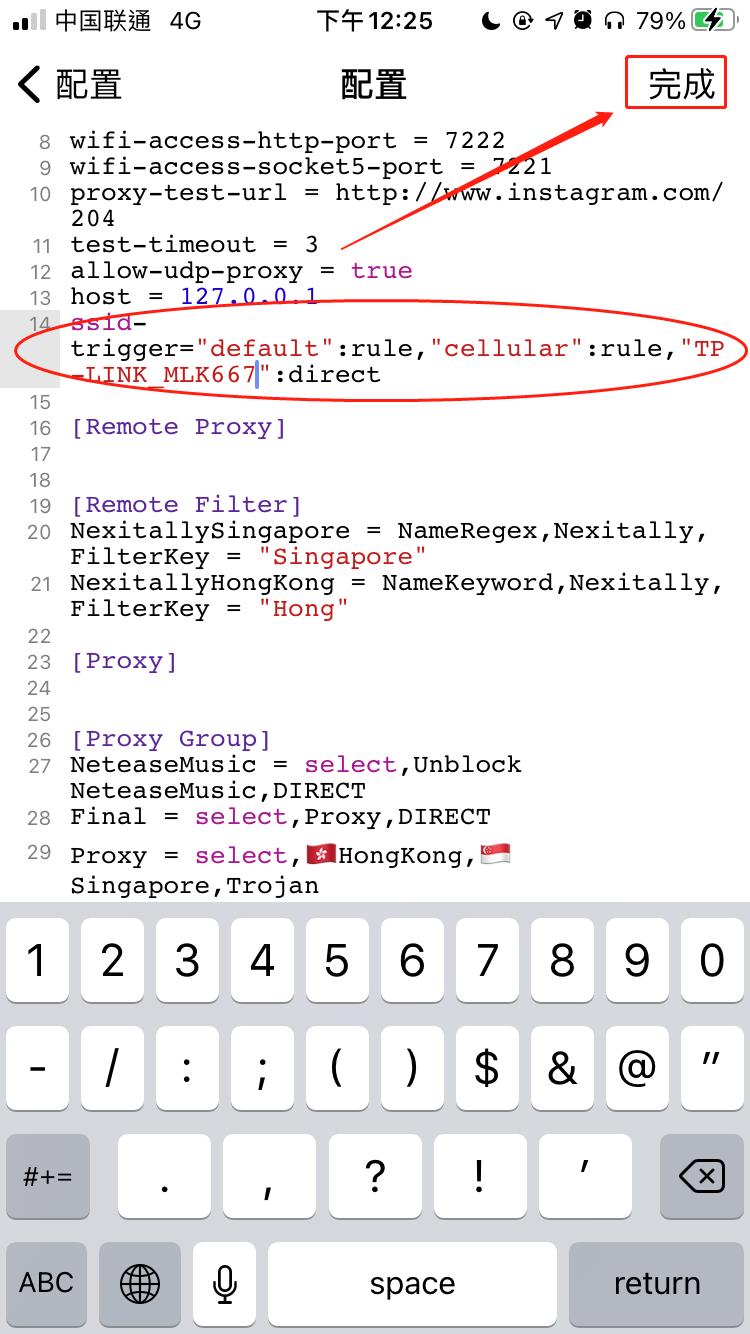 中国联通 4G 下午12:25 79%
配置 配置 完成
8 wifi-access-http-port = 7222
9 wifi-access-socket5-port = 7221
10 proxy-test-url = http://www.instagram.com/
204
11 test-timeout = 3
12 allow-udp-proxy = true
13 host = 127.0.0.1
14 ssid-
trigger="default":rule,"cellular":rule,"TP
-LINK_MLK667":direct
15
16 [Remote Proxy]
17
18
19 [Remote Filter]
20 NexitallySingapore = NameRegex,Nexitally,
FilterKey = "Singapore"
21 NexitallyHongKong = NameKeyword,Nexitally,
FilterKey = "Hong"
22
23 [Proxy]
24
25
26 [Proxy Group]
27 NeteaseMusic = select,Unblock
NeteaseMusic,DIRECT
28 Final = select,Proxy,DIRECT
29 Proxy = select,🇭🇰HongKong,🇸🇬
Singapore,Trojan
1 2 3 4 5 6 7 8 9 0
- / : ; ( ) $ & @ "
#+= . , ? ! '
ABC space return